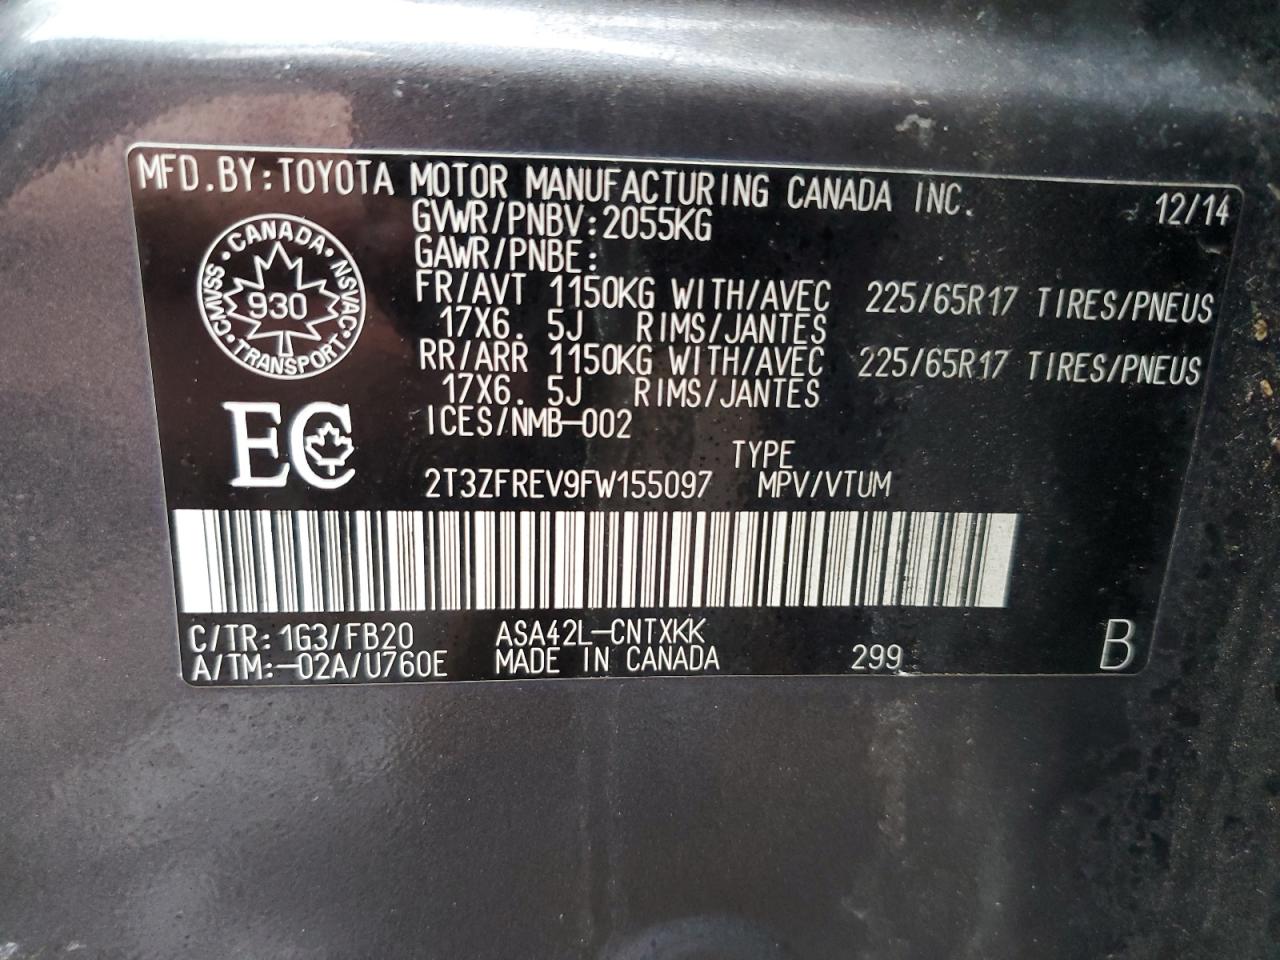 MFD.BY:TOYOTA MOTOR MANUFACTURING CANADA INC. 12/14
GVWR/PNBV:2055KG
GAWR/PNBE:
FR/AVT 1150KG WITH/AVEC 225/65R17 TIRES/PNEUS
17X6. 5J RIMS/JANTES
RR/ARR 1150KG WITH/AVEC 225/65R17 TIRES/PNEUS
17X6. 5J RIMS/JANTES
ICES/NMB-002
CANADA
CMVSS 930 NSVAC
TRANSPORT
EC
TYPE
2T3ZFREV9FW155097 MPV/VTUM
C/TR: 1G3/FB20 ASA42L-CNTXKK
A/TM:-02A/U760E MADE IN CANADA 299 B